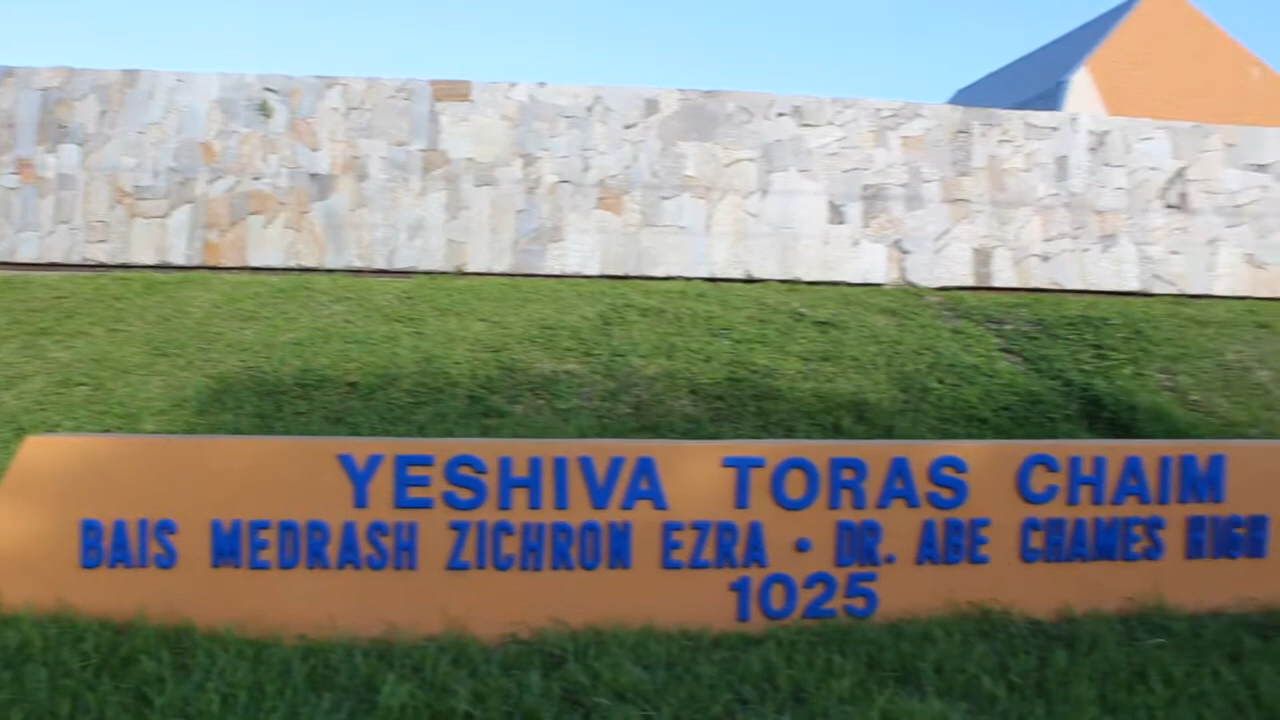 YESHIVA TORAS CHAIM
BAIS MEDRASH ZICHRON EZRA • DR. ABE CHAMES HIGH
1025